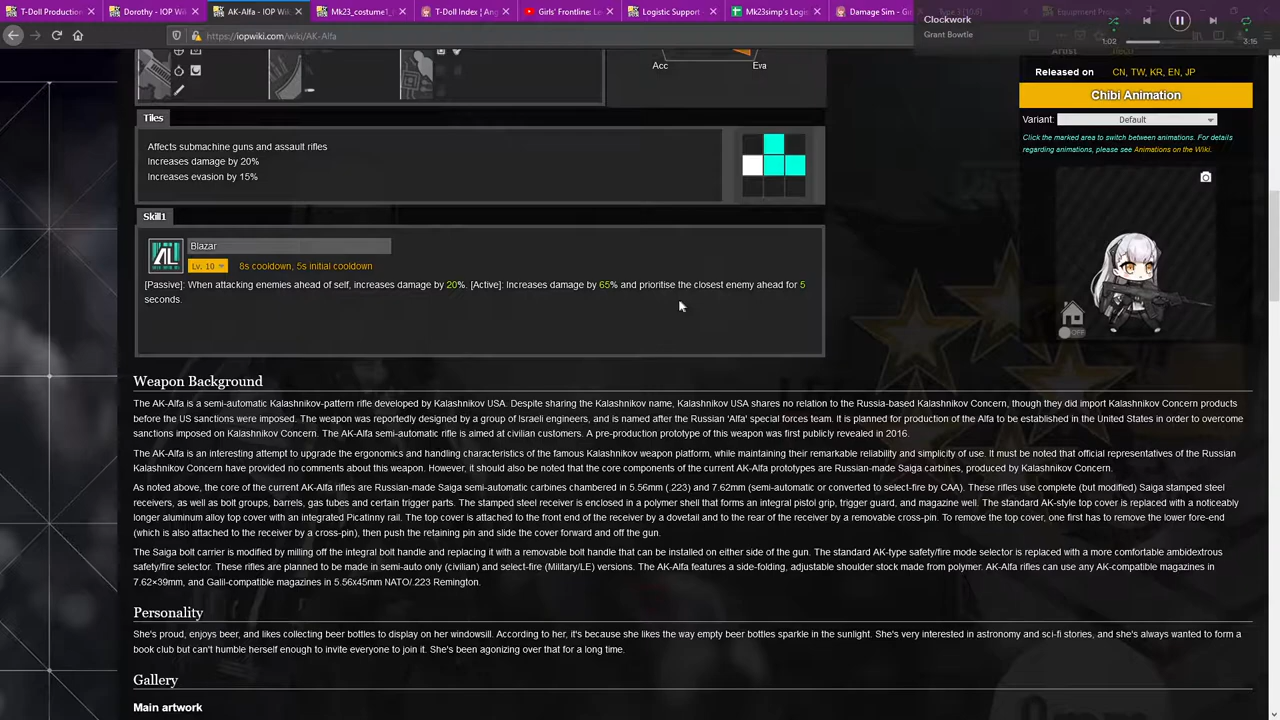 T-Doll Production
Dorothy - IOP Wi
AK-Alfa - IOP Wiki
Mk23_costume1
T-Doll Index | Ang
Girls' Frontline: Le
Logistic Support
Mk23simp's Logis
Damage Sim - G
Type
Equipment
Clockwork
Grant Bowtie
1:02
3:15
https://iopwiki.com/wiki/AK-Alfa
Acc
Eva
Artist
Released on
CN, TW, KR, EN, JP
Chibi Animation
Variant:
Default
Click the marked area to switch between animations. For details
regarding animations, please see Animations on the Wiki.
Tiles
Affects submachine guns and assault rifles
Increases damage by 20%
Increases evasion by 15%
Skill1
AL
Blazar
Lv. 10
8s cooldown, 5s initial cooldown
[Passive]: When attacking enemies ahead of self, increases damage by 20%. [Active]: Increases damage by 65% and prioritise the closest enemy ahead for 5
seconds.
OFF
Weapon Background
The AK-Alfa is a semi-automatic Kalashnikov-pattern rifle developed by Kalashnikov USA. Despite sharing the Kalashnikov name, Kalashnikov USA shares no relation to the Russia-based Kalashnikov Concern, though they did import Kalashnikov Concern products
before the US sanctions were imposed. The weapon was reportedly designed by a group of Israeli engineers, and is named after the Russian 'Alfa' special forces team. It is planned for production of the Alfa to be established in the United States in order to overcome
sanctions imposed on Kalashnikov Concern. The AK-Alfa semi-automatic rifle is aimed at civilian customers. A pre-production prototype of this weapon was first publicly revealed in 2016.
The AK-Alfa is an interesting attempt to upgrade the ergonomics and handling characteristics of the famous Kalashnikov weapon platform, while maintaining their remarkable reliability and simplicity of use. It must be noted that official representatives of the Russian
Kalashnikov Concern have provided no comments about this weapon. However, it should also be noted that the core components of the current AK-Alfa prototypes are Russian-made Saiga carbines, produced by Kalashnikov Concern.
As noted above, the core of the current AK-Alfa rifles are Russian-made Saiga semi-automatic carbines chambered in 5.56mm (.223) and 7.62mm (semi-automatic or converted to select-fire by CAA). These rifles use complete (but modified) Saiga stamped steel
receivers, as well as bolt groups, barrels, gas tubes and certain trigger parts. The stamped steel receiver is enclosed in a polymer shell that forms an integral pistol grip, trigger guard, and magazine well. The standard AK-style top cover is replaced with a noticeably
longer aluminum alloy top cover with an integrated Picatinny rail. The top cover is attached to the front end of the receiver by a dovetail and to the rear of the receiver by a removable cross-pin. To remove the top cover, one first has to remove the lower fore-end
(which is also attached to the receiver by a cross-pin), then push the retaining pin and slide the cover forward and off the gun.
The Saiga bolt carrier is modified by milling off the integral bolt handle and replacing it with a removable bolt handle that can be installed on either side of the gun. The standard AK-type safety/fire mode selector is replaced with a more comfortable ambidextrous
safety/fire selector. These rifles are planned to be made in semi-auto only (civilian) and select-fire (Military/LE) versions. The AK-Alfa features a side-folding, adjustable shoulder stock made from polymer. AK-Alfa rifles can use any AK-compatible magazines in
7.62×39mm, and Galil-compatible magazines in 5.56x45mm NATO/.223 Remington.
Personality
She's proud, enjoys beer, and likes collecting beer bottles to display on her windowsill. According to her, it's because she likes the way empty beer bottles sparkle in the sunlight. She's very interested in astronomy and sci-fi stories, and she's always wanted to form a
book club but can't humble herself enough to invite everyone to join it. She's been agonizing over that for a long time.
Gallery
Main artwork